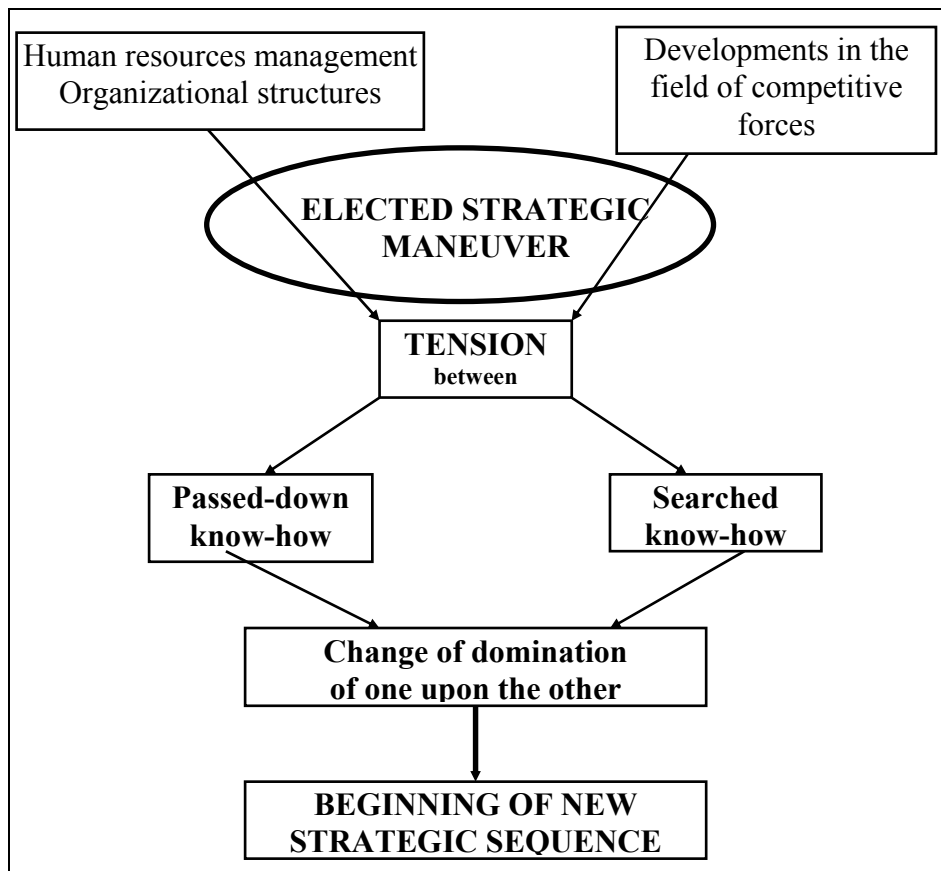 Human resources management
Organizational structures
Developments in the
field of competitive
forces
ELECTED STRATEGIC
MANEUVER
TENSION
between
Passed-down
know-how
Searched
know-how
Change of domination
of one upon the other
BEGINNING OF NEW
STRATEGIC SEQUENCE